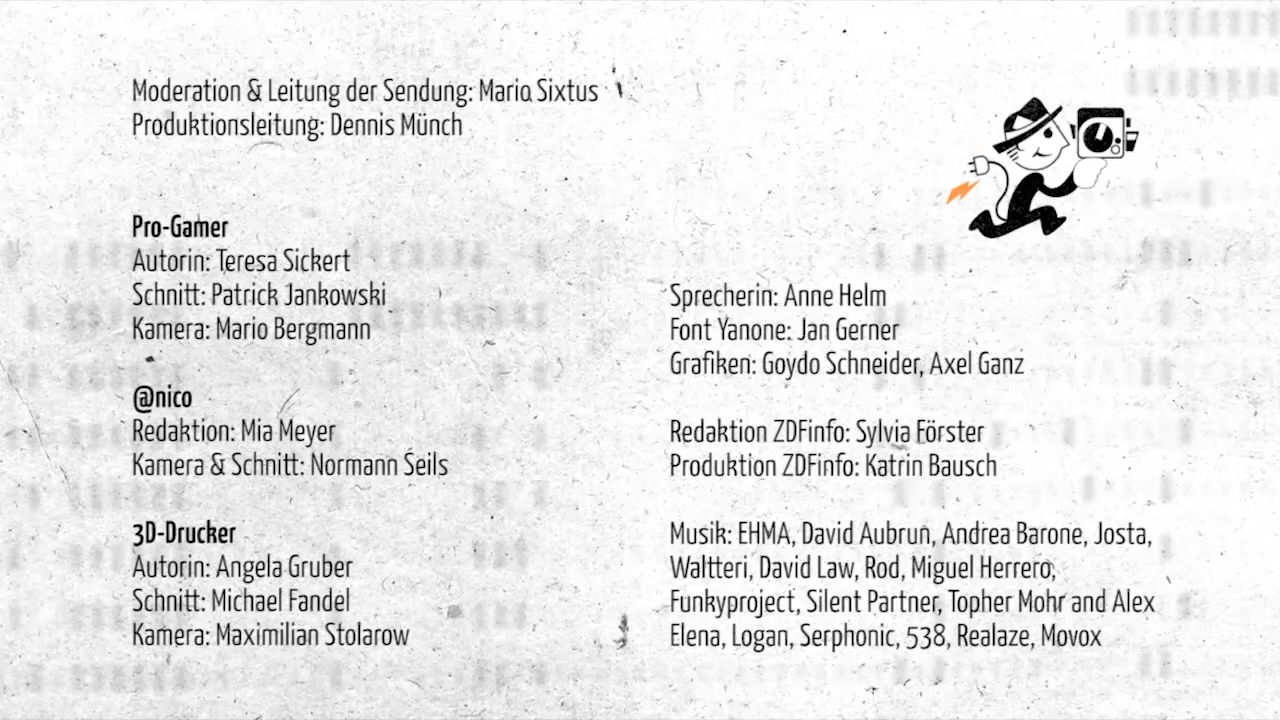 Moderation & Leitung der Sendung: Mario Sixtus
Produktionsleitung: Dennis Münch
Pro-Gamer
Autorin: Teresa Sickert
Schnitt: Patrick Jankowski
Kamera: Mario Bergmann
@nico
Redaktion: Mia Meyer
Kamera & Schnitt: Normann Seils
3D-Drucker
Autorin: Angela Gruber
Schnitt: Michael Fandel
Kamera: Maximilian Stolarow
Sprecherin: Anne Helm
Font Yanone: Jan Gerner
Grafiken: Goydo Schneider, Axel Ganz
Redaktion ZDFinfo: Sylvia Förster
Produktion ZDFinfo: Katrin Bausch
Musik: EHMA, David Aubrun, Andrea Barone, Josta,
Waltteri, David Law, Rod, Miguel Herrero,
Funkyproject, Silent Partner, Topher Mohr and Alex
Elena, Logan, Serphonic, 538, Realaze, Movox